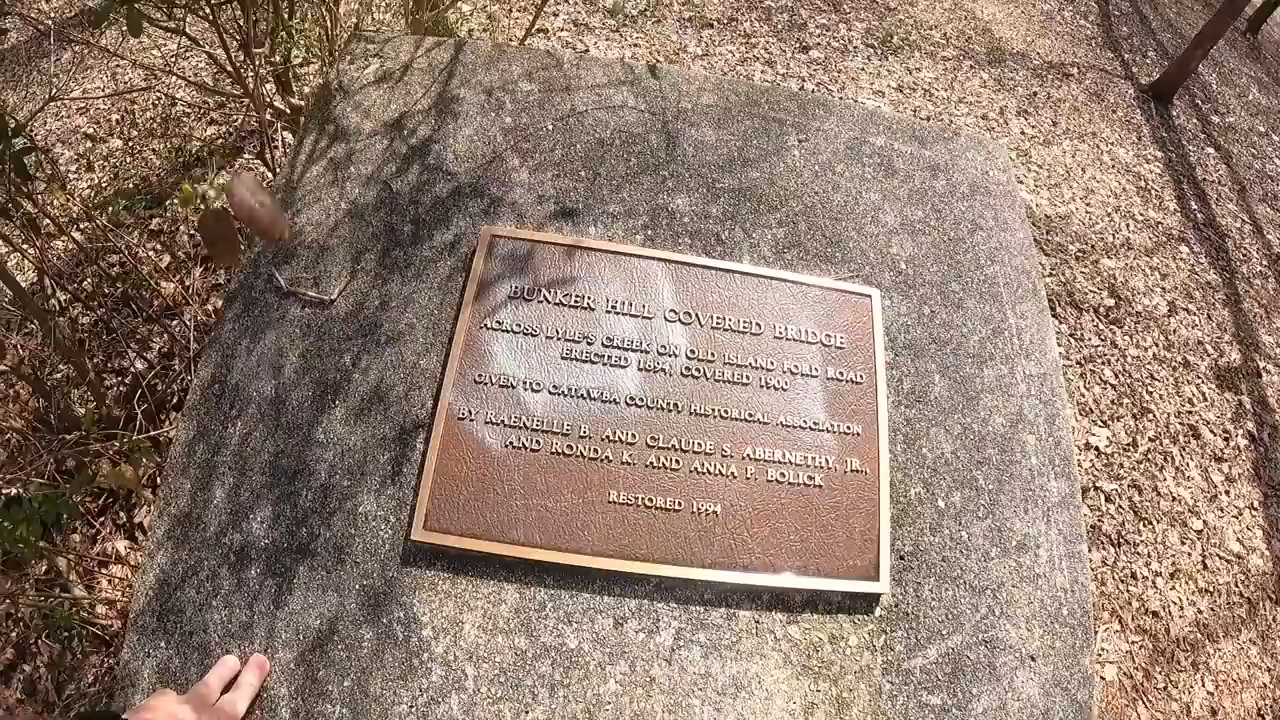 BUNKER HILL COVERED BRIDGE
ACROSS LYLE'S CREEK ON OLD ISLAND FORD ROAD
ERECTED 1894, COVERED 1900
GIVEN TO CATAWBA COUNTY HISTORICAL ASSOCIATION
BY RAENELLE B. AND CLAUDE S. ABERNETHY, JR.,
AND RONDA K. AND ANNA P. BOLICK
RESTORED 1994